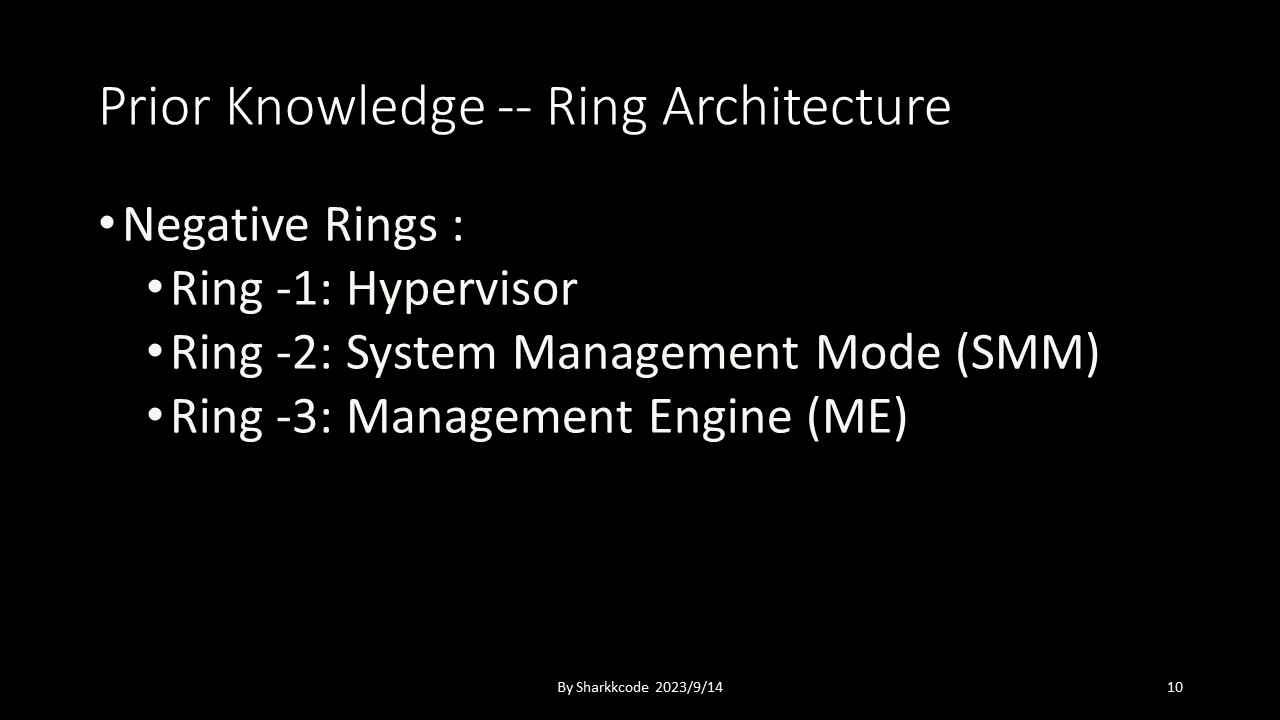 Prior Knowledge -- Ring Architecture
•Negative Rings :
•Ring -1: Hypervisor
•Ring -2: System Management Mode (SMM)
•Ring -3: Management Engine (ME)
By Sharkkcode 2023/9/14
10